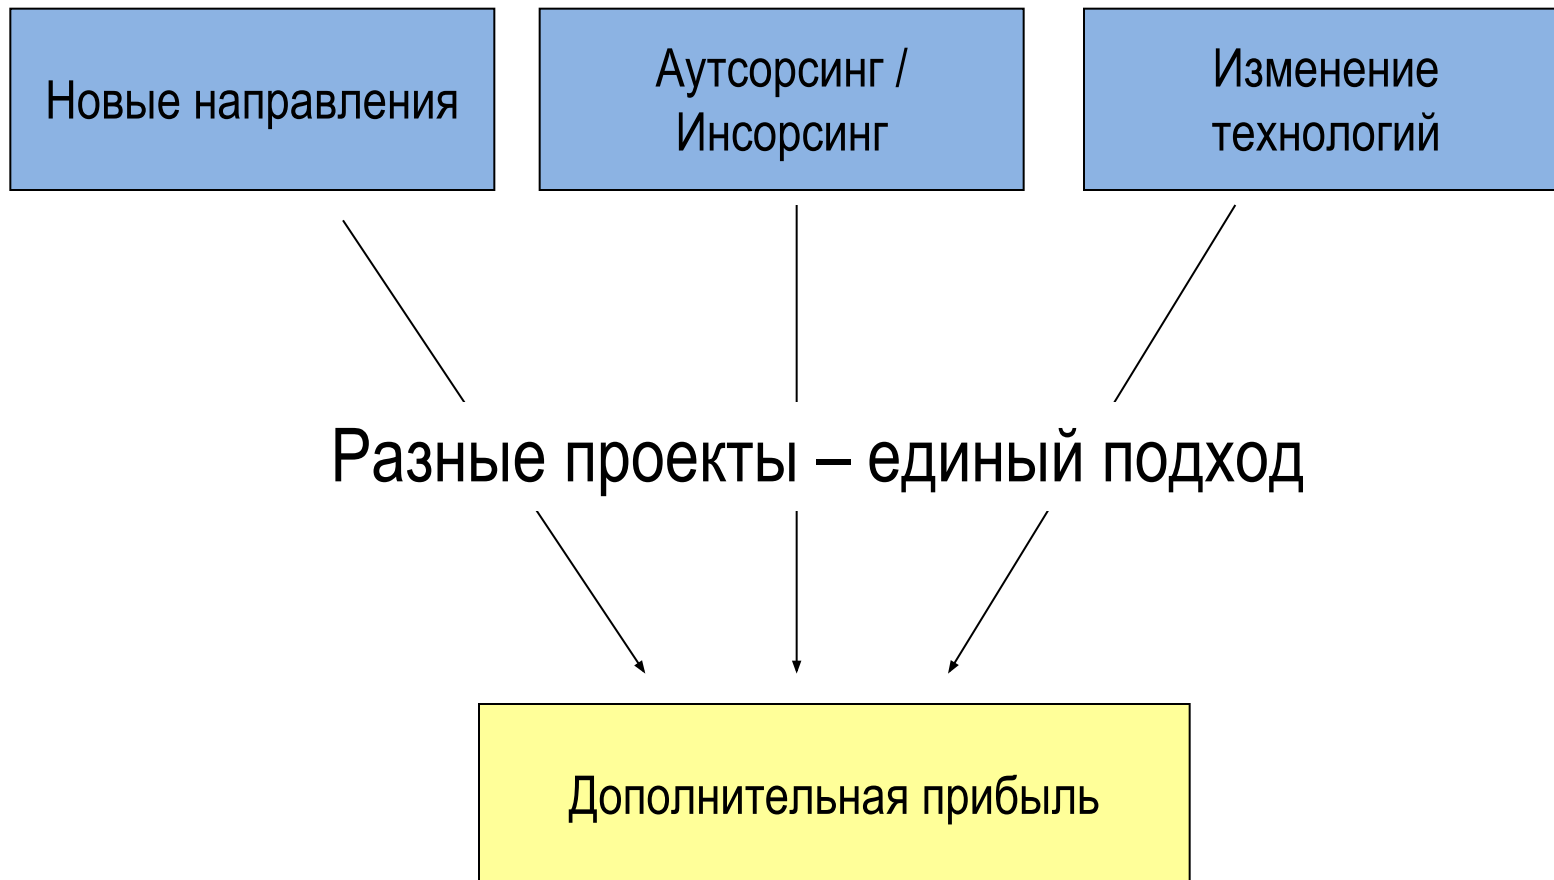 Новые направления
Аутсорсинг /
Инсорсинг
Изменение
технологий
Разные проекты – единый подход
Дополнительная прибыль